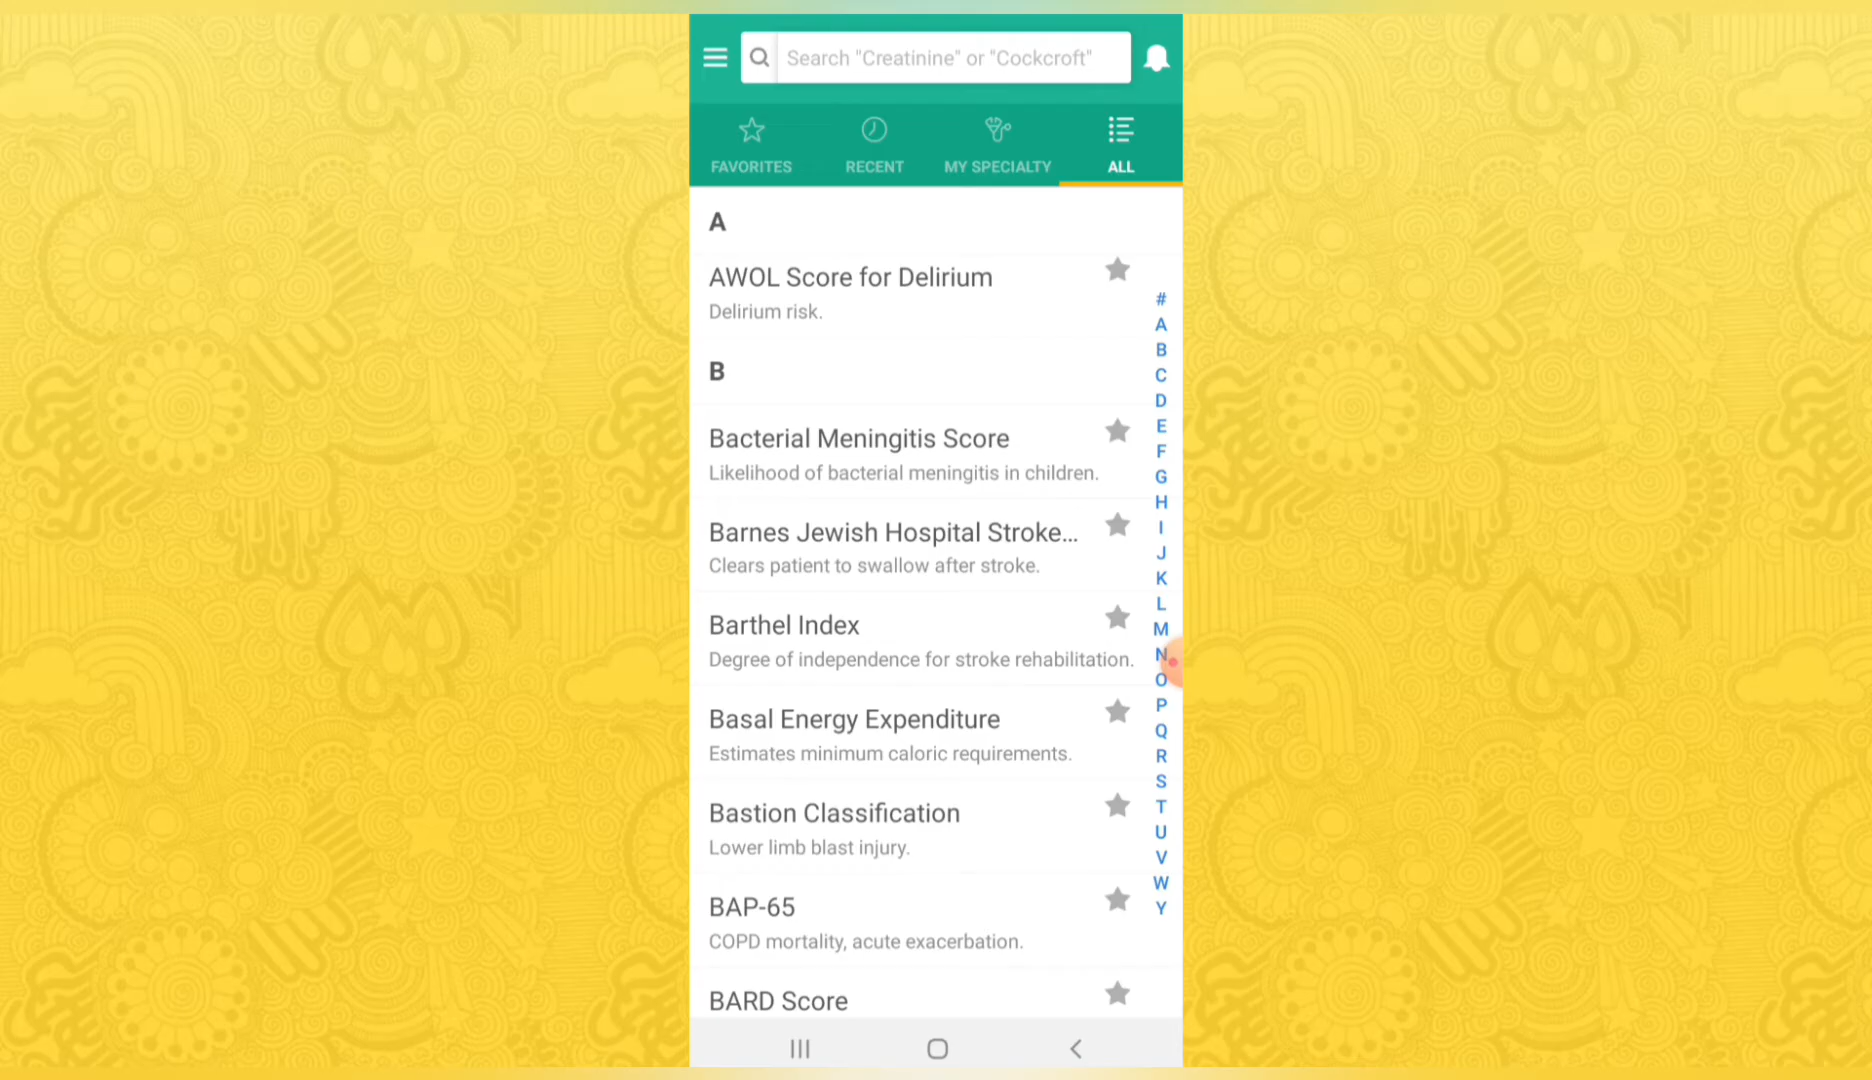 Search "Creatinine" or "Cockcroft"
FAVORITES
RECENT
MY SPECIALTY
ALL
A
AWOL Score for Delirium
Delirium risk.
B
Bacterial Meningitis Score
Likelihood of bacterial meningitis in children.
Barnes Jewish Hospital Stroke...
Clears patient to swallow after stroke.
Barthel Index
Degree of independence for stroke rehabilitation.
Basal Energy Expenditure
Estimates minimum caloric requirements.
Bastion Classification
Lower limb blast injury.
BAP-65
COPD mortality, acute exacerbation.
BARD Score
#
A
B
C
D
E
F
G
H
I
J
K
L
M
N
O
P
Q
R
S
T
U
V
W
Y